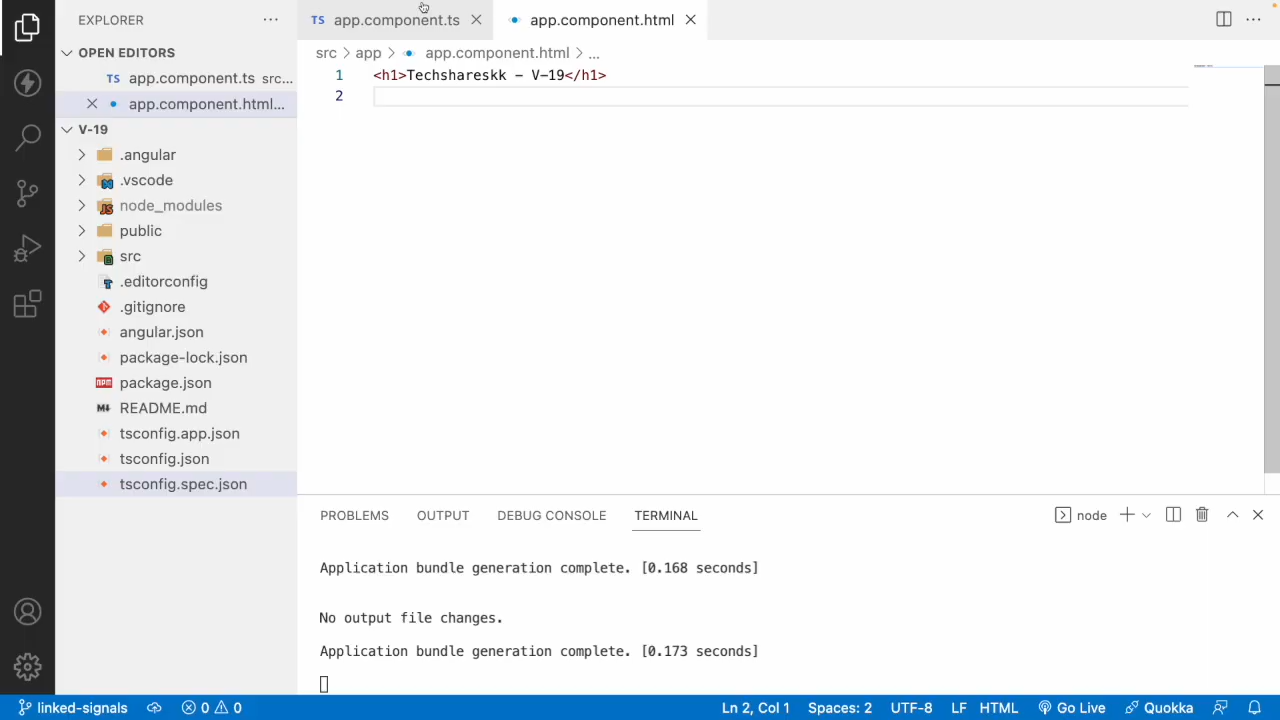 EXPLORER
OPEN EDITORS
TS app.component.ts src...
app.component.html...
V-19
.angular
.vscode
node_modules
public
src
.editorconfig
.gitignore
angular.json
package-lock.json
package.json
README.md
tsconfig.app.json
tsconfig.json
tsconfig.spec.json
TS app.component.ts
app.component.html
src > app > app.component.html > ...
1 <h1>Techshareskk - V-19</h1>
2
PROBLEMS OUTPUT DEBUG CONSOLE TERMINAL
node
Application bundle generation complete. [0.168 seconds]
No output file changes.
Application bundle generation complete. [0.173 seconds]
linked-signals 0 0 Ln 2, Col 1 Spaces: 2 UTF-8 LF HTML Go Live Quokka